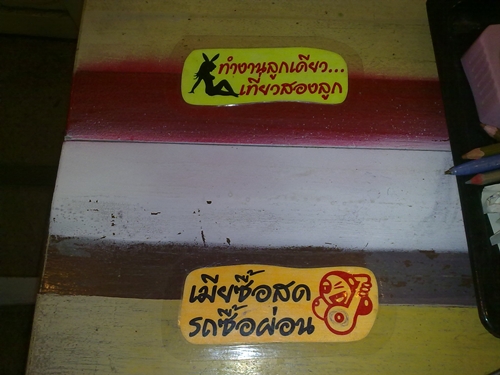 ทำงานลูกเดียว...
เที่ยวสองลูก
เมียซื้อสด
รถซื้อผ่อน